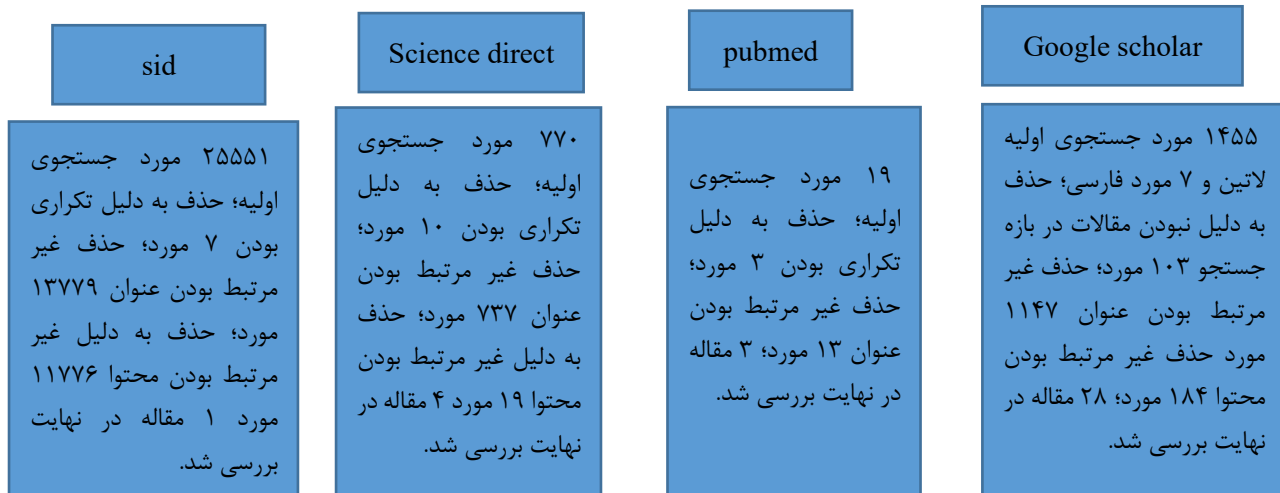 sid
۲۵۵۵۱ مورد جستجوی
اولیه؛ حذف به دلیل تکراری
بودن ۷ مورد؛ حذف غیر
مرتبط بودن عنوان ۱۳۷۷۹
مورد؛ حذف به دلیل غیر
مرتبط بودن محتوا ۱۱۷۷۶
مورد ۱ مقاله در نهایت
بررسی شد.
Science direct
۷۷۰ مورد جستجوی
اولیه؛ حذف به دلیل
تکراری بودن ۱۰ مورد؛
حذف غیر مرتبط بودن
عنوان ۷۳۷ مورد؛ حذف
به دلیل غیر مرتبط بودن
محتوا ۱۹ مورد ۴ مقاله در
نهایت بررسی شد.
pubmed
۱۹ مورد جستجوی
اولیه؛ حذف به دلیل
تکراری بودن ۳ مورد؛
حذف غیر مرتبط بودن
عنوان ۱۳ مورد؛ ۳ مقاله
در نهایت بررسی شد.
Google scholar
۱۴۵۵ مورد جستجوی اولیه
لاتین و ۷ مورد فارسی؛ حذف
به دلیل نبودن مقالات در بازه
جستجو ۱۰۳ مورد؛ حذف غیر
مرتبط بودن عنوان ۱۱۴۷
مورد حذف غیر مرتبط بودن
محتوا ۱۸۴ مورد؛ ۲۸ مقاله در
نهایت بررسی شد.